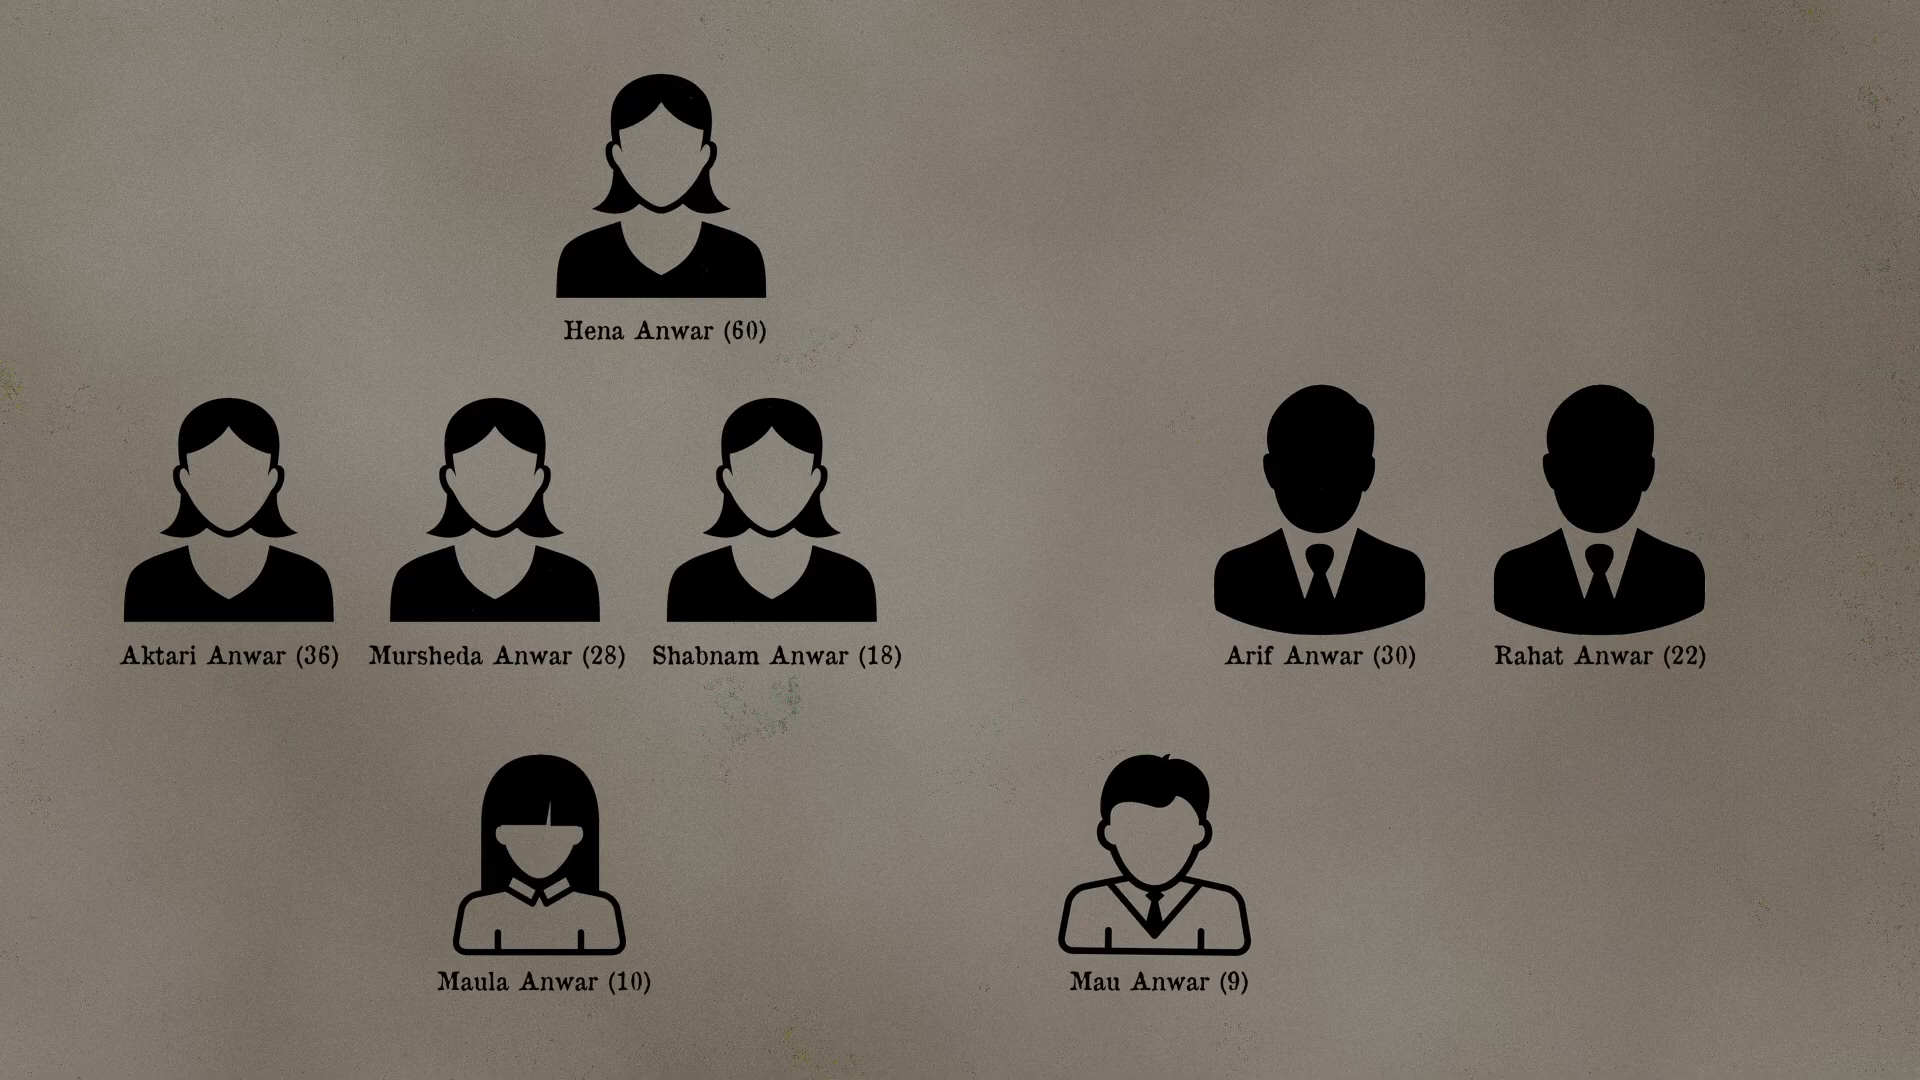 Hena Anwar (60)
Aktari Anwar (36)
Mursheda Anwar (28)
Shabnam Anwar (18)
Arif Anwar (30)
Rahat Anwar (22)
Maula Anwar (10)
Mau Anwar (9)